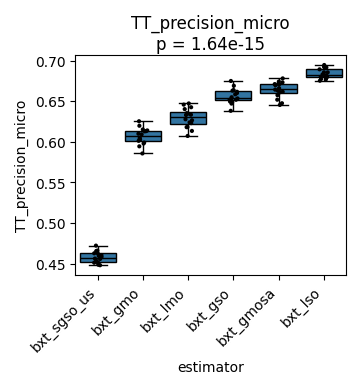 TT_precision_micro
p = 1.64e-15
TT_precision_micro
0.70
0.65
0.60
0.55
0.50
0.45
bxt_sgso_us
bxt_gmo
bxt_lmo
bxt_gso
bxt_gmosa
bxt_lso
estimator